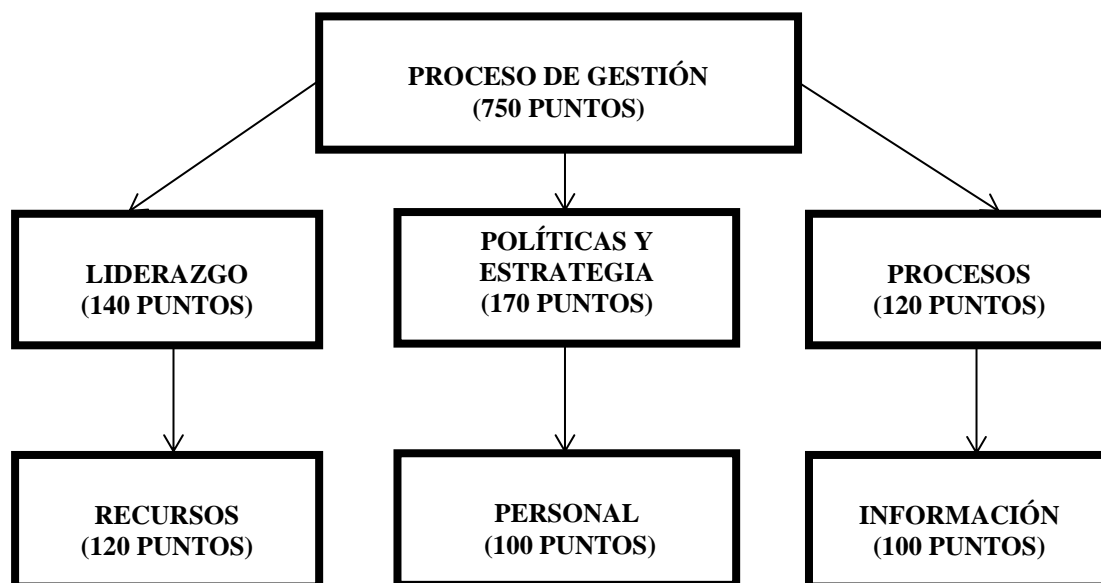 PROCESO DE GESTIÓN
(750 PUNTOS)
LIDERAZGO
(140 PUNTOS)
POLÍTICAS Y
ESTRATEGIA
(170 PUNTOS)
PROCESOS
(120 PUNTOS)
RECURSOS
(120 PUNTOS)
PERSONAL
(100 PUNTOS)
INFORMACIÓN
(100 PUNTOS)